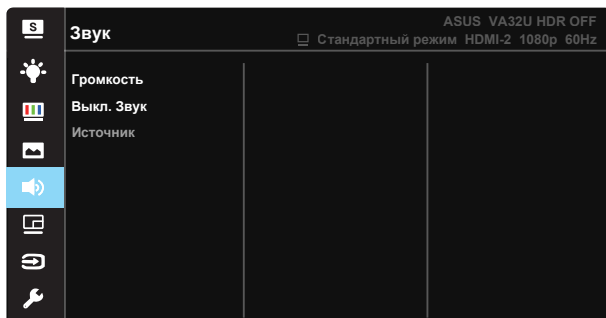 S
Звук
ASUS VA32U HDR OFF
Стандартный режим HDMI-2 1080p 60Hz
Громкость
Выкл. Звук
Источник